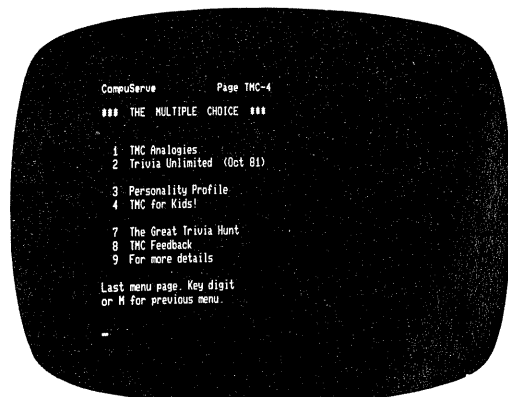 CompuServe Page TMC-4
### THE MULTIPLE CHOICE ###
1 TMC Analogies
2 Trivia Unlimited (Oct 81)
3 Personality Profile
4 TMC for Kids!
7 The Great Trivia Hunt
8 TMC Feedback
9 For more details
Last menu page. Key digit
or M for previous menu.